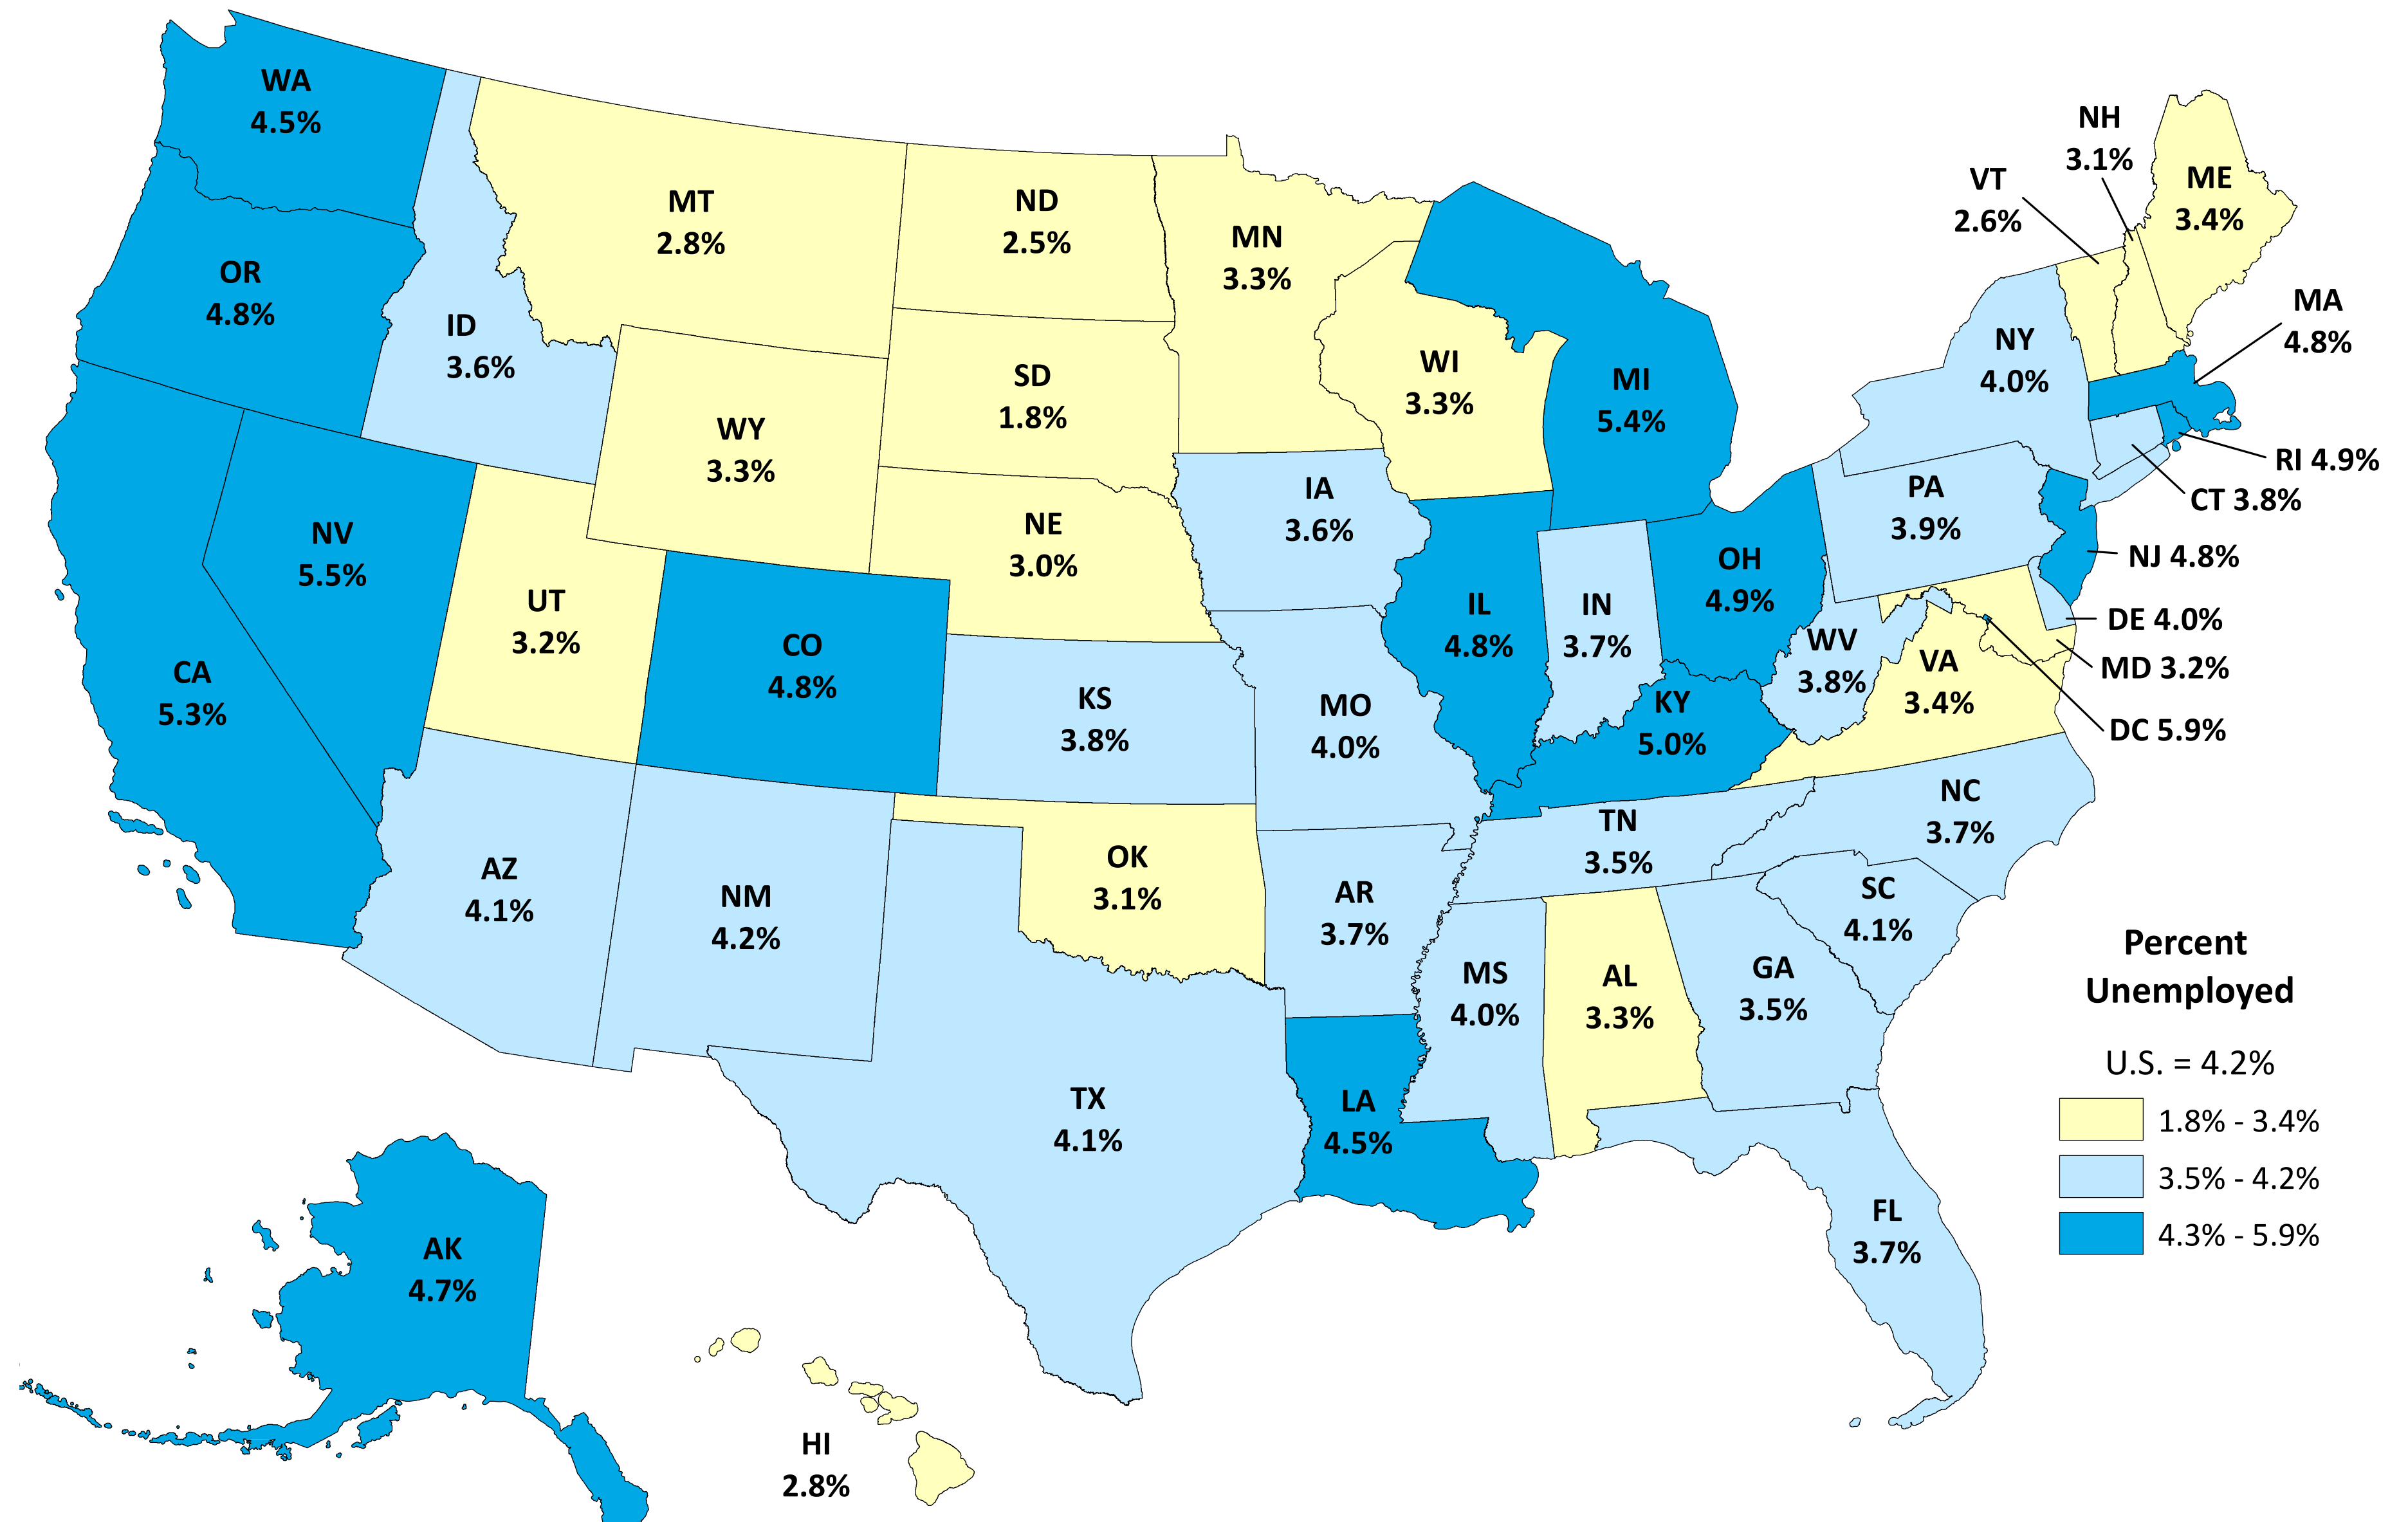 WA
4.5%
OR
4.8%
CA
5.3%
NV
5.5%
ID
3.6%
MT
2.8%
WY
3.3%
UT
3.2%
CO
4.8%
AZ
4.1%
NM
4.2%
ND
2.5%
SD
1.8%
NE
3.0%
KS
3.8%
OK
3.1%
TX
4.1%
MN
3.3%
IA
3.6%
MO
4.0%
AR
3.7%
LA
4.5%
WI
3.3%
IL
4.8%
MI
5.4%
IN
3.7%
OH
4.9%
KY
5.0%
TN
3.5%
MS
4.0%
AL
3.3%
GA
3.5%
FL
3.7%
SC
4.1%
NC
3.7%
VA
3.4%
WV
3.8%
PA
3.9%
NY
4.0%
VT
2.6%
NH
3.1%
ME
3.4%
MA
4.8%
RI 4.9%
CT 3.8%
NJ 4.8%
DE 4.0%
MD 3.2%
DC 5.9%
AK
4.7%
HI
2.8%
Percent
Unemployed
U.S. = 4.2%
1.8% - 3.4%
3.5% - 4.2%
4.3% - 5.9%